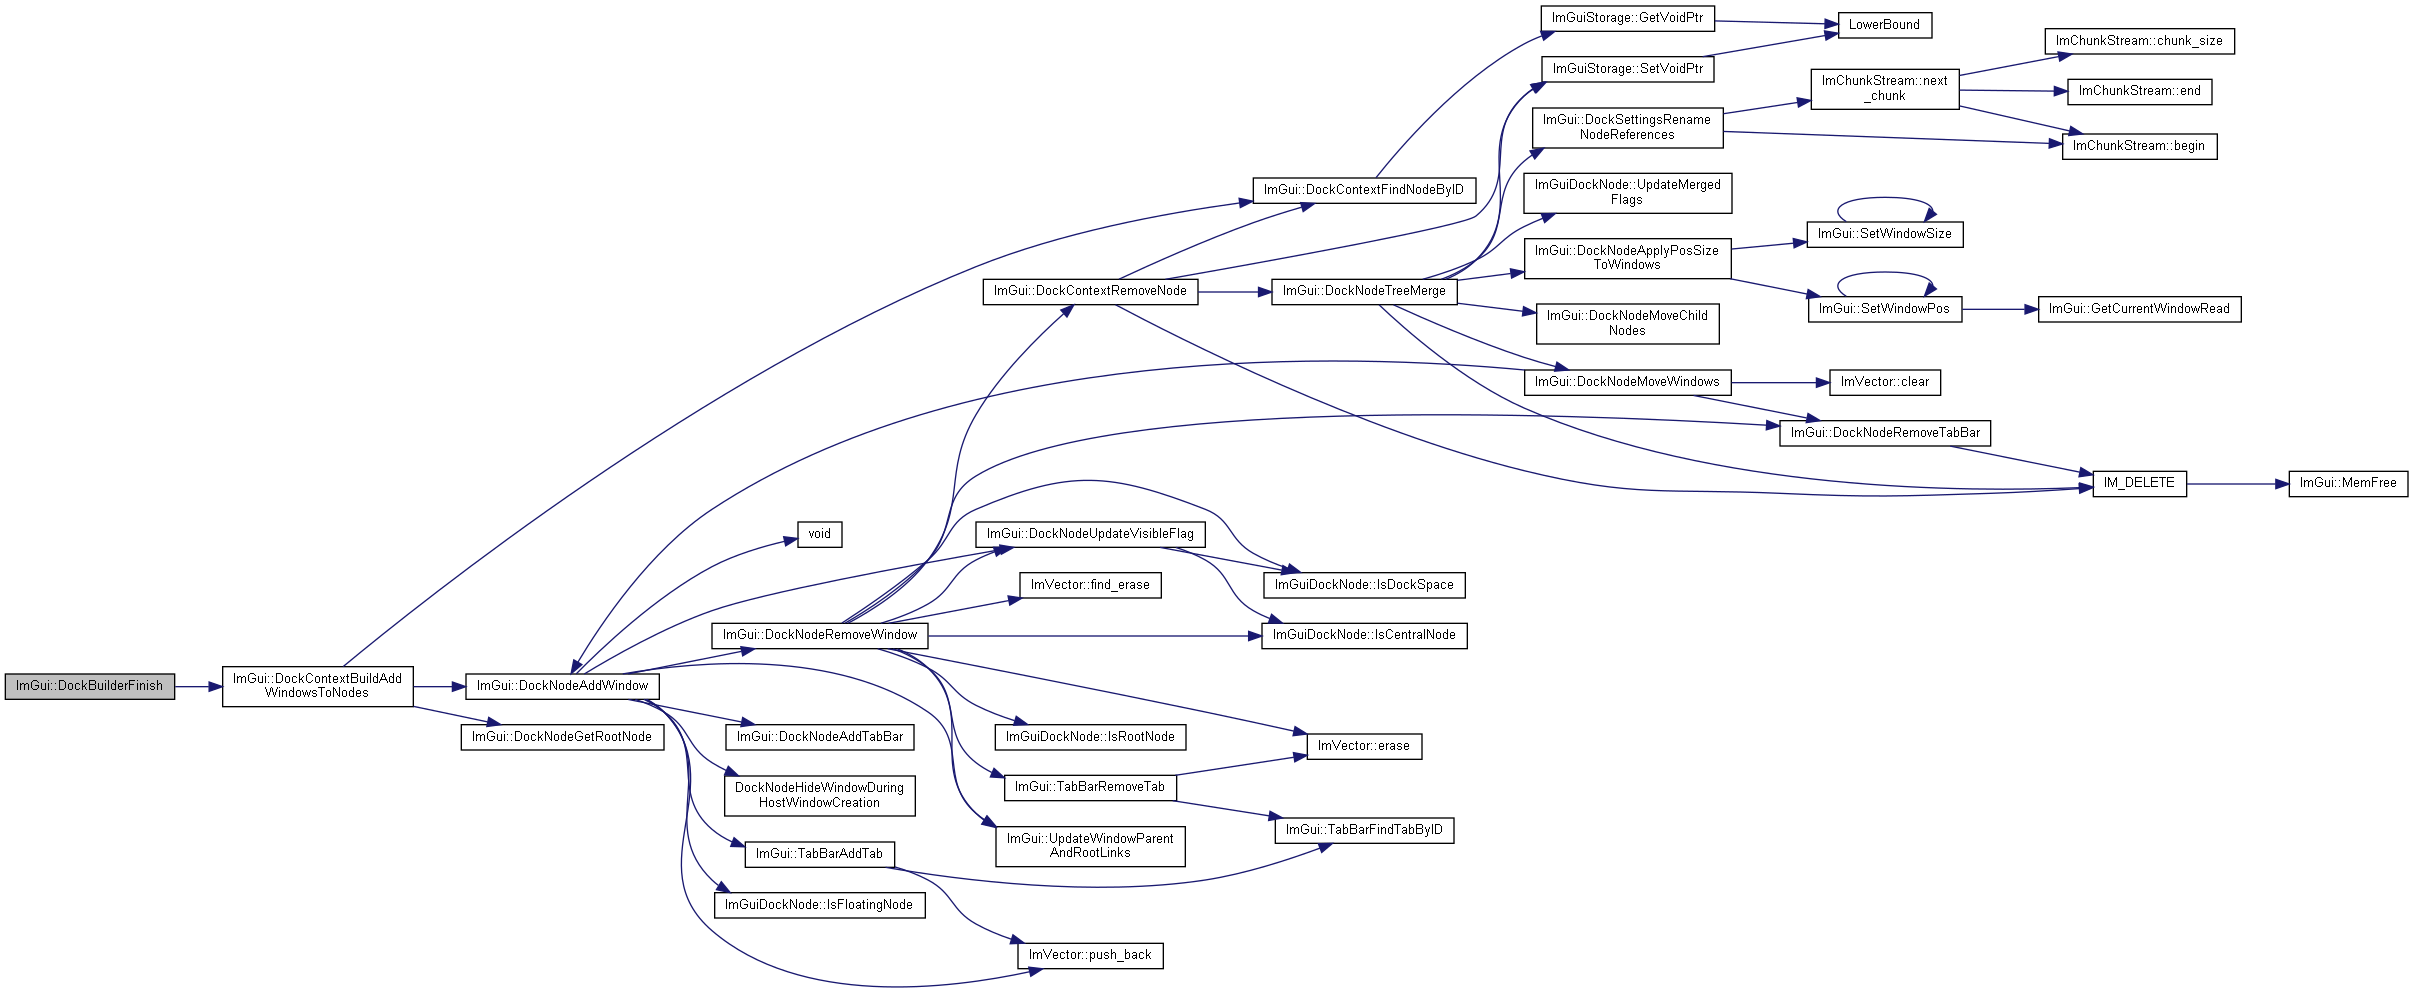 ImGui::DockBuilderFinish
ImGui::DockContextBuildAdd
WindowsToNodes
ImGui::DockNodeAddWindow
ImGui::DockNodeGetRootNode
void
ImGui::DockNodeRemoveWindow
ImGui::DockNodeAddTabBar
DockNodeHideWindowDuring
HostWindowCreation
ImGui::TabBarAddTab
ImGuiDockNode::IsFloatingNode
ImGui::DockContextRemoveNode
ImGui::DockNodeUpdateVisibleFlag
ImVector::find_erase
ImGuiDockNode::IsRootNode
ImGui::TabBarRemoveTab
ImGui::UpdateWindowParent
AndRootLinks
ImVector::push_back
ImGui::DockContextFindNodeByID
ImGui::DockNodeTreeMerge
ImGuiDockNode::IsDockSpace
ImGuiDockNode::IsCentralNode
ImVector::erase
ImGui::TabBarFindTabByID
ImGuiStorage::GetVoidPtr
ImGuiStorage::SetVoidPtr
ImGui::DockSettingsRename
NodeReferences
ImGuiDockNode::UpdateMerged
Flags
ImGui::DockNodeApplyPosSize
ToWindows
ImGui::DockNodeMoveChild
Nodes
ImGui::DockNodeMoveWindows
LowerBound
ImChunkStream::next
_chunk
ImGui::SetWindowSize
ImGui::SetWindowPos
ImVector::clear
ImGui::DockNodeRemoveTabBar
ImChunkStream::chunk_size
ImChunkStream::end
ImChunkStream::begin
ImGui::GetCurrentWindowRead
IM_DELETE
ImGui::MemFree